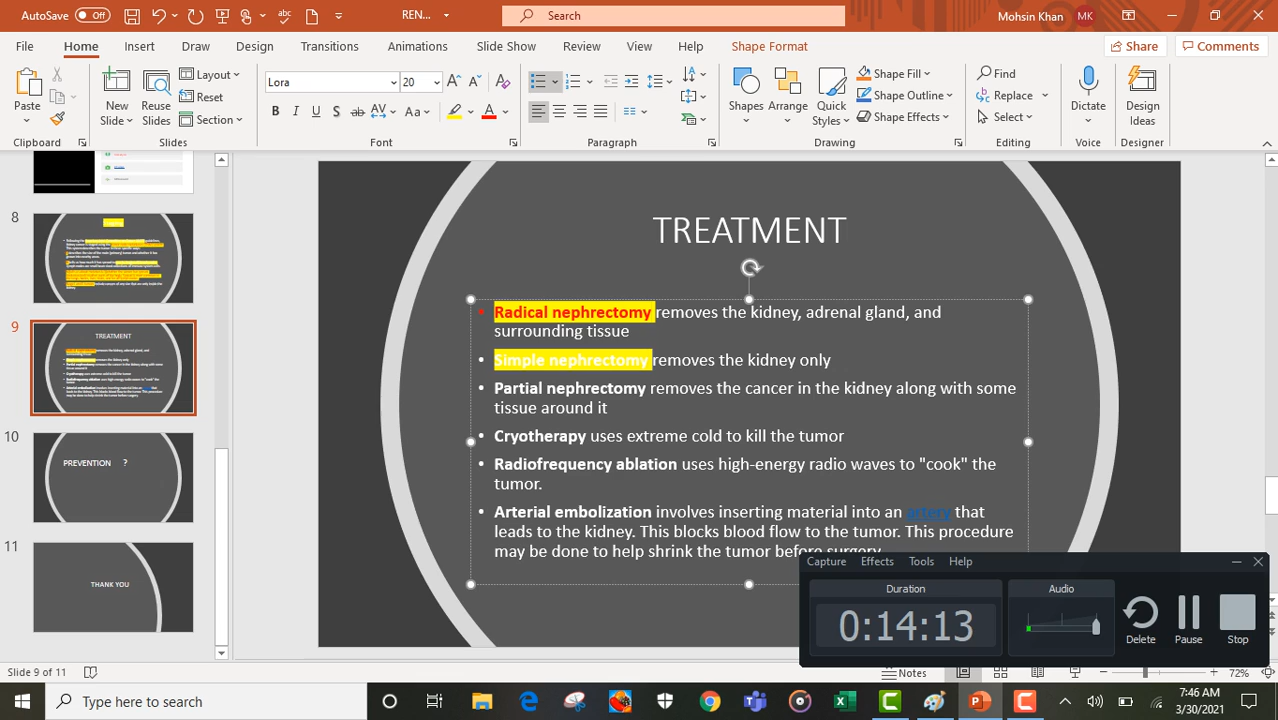 AutoSave Off REN... Search Mohsin Khan MK
File Home Insert Draw Design Transitions Animations Slide Show Review View Help Shape Format Share Comments
Paste
New Slide
Reuse Slides
Layout
Reset
Section
Lora 20
Shapes
Arrange
Quick Styles
Shape Fill
Shape Outline
Shape Effects
Find
Replace
Select
Dictate
Design Ideas
Clipboard Slides Font Paragraph Drawing Editing Voice Designer
8
9
TREATMENT
10
PREVENTION ?
11
THANK YOU
TREATMENT
• Radical nephrectomy removes the kidney, adrenal gland, and
surrounding tissue
• Simple nephrectomy removes the kidney only
• Partial nephrectomy removes the cancer in the kidney along with some
tissue around it
• Cryotherapy uses extreme cold to kill the tumor
• Radiofrequency ablation uses high-energy radio waves to "cook" the
tumor.
• Arterial embolization involves inserting material into an artery that
leads to the kidney. This blocks blood flow to the tumor. This procedure
may be done to help shrink the tumor before surgery
Capture Effects Tools Help
Duration Audio
0:14:13
Delete Pause Stop
Slide 9 of 11 Notes 72%
Type here to search
7:46 AM
3/30/2021